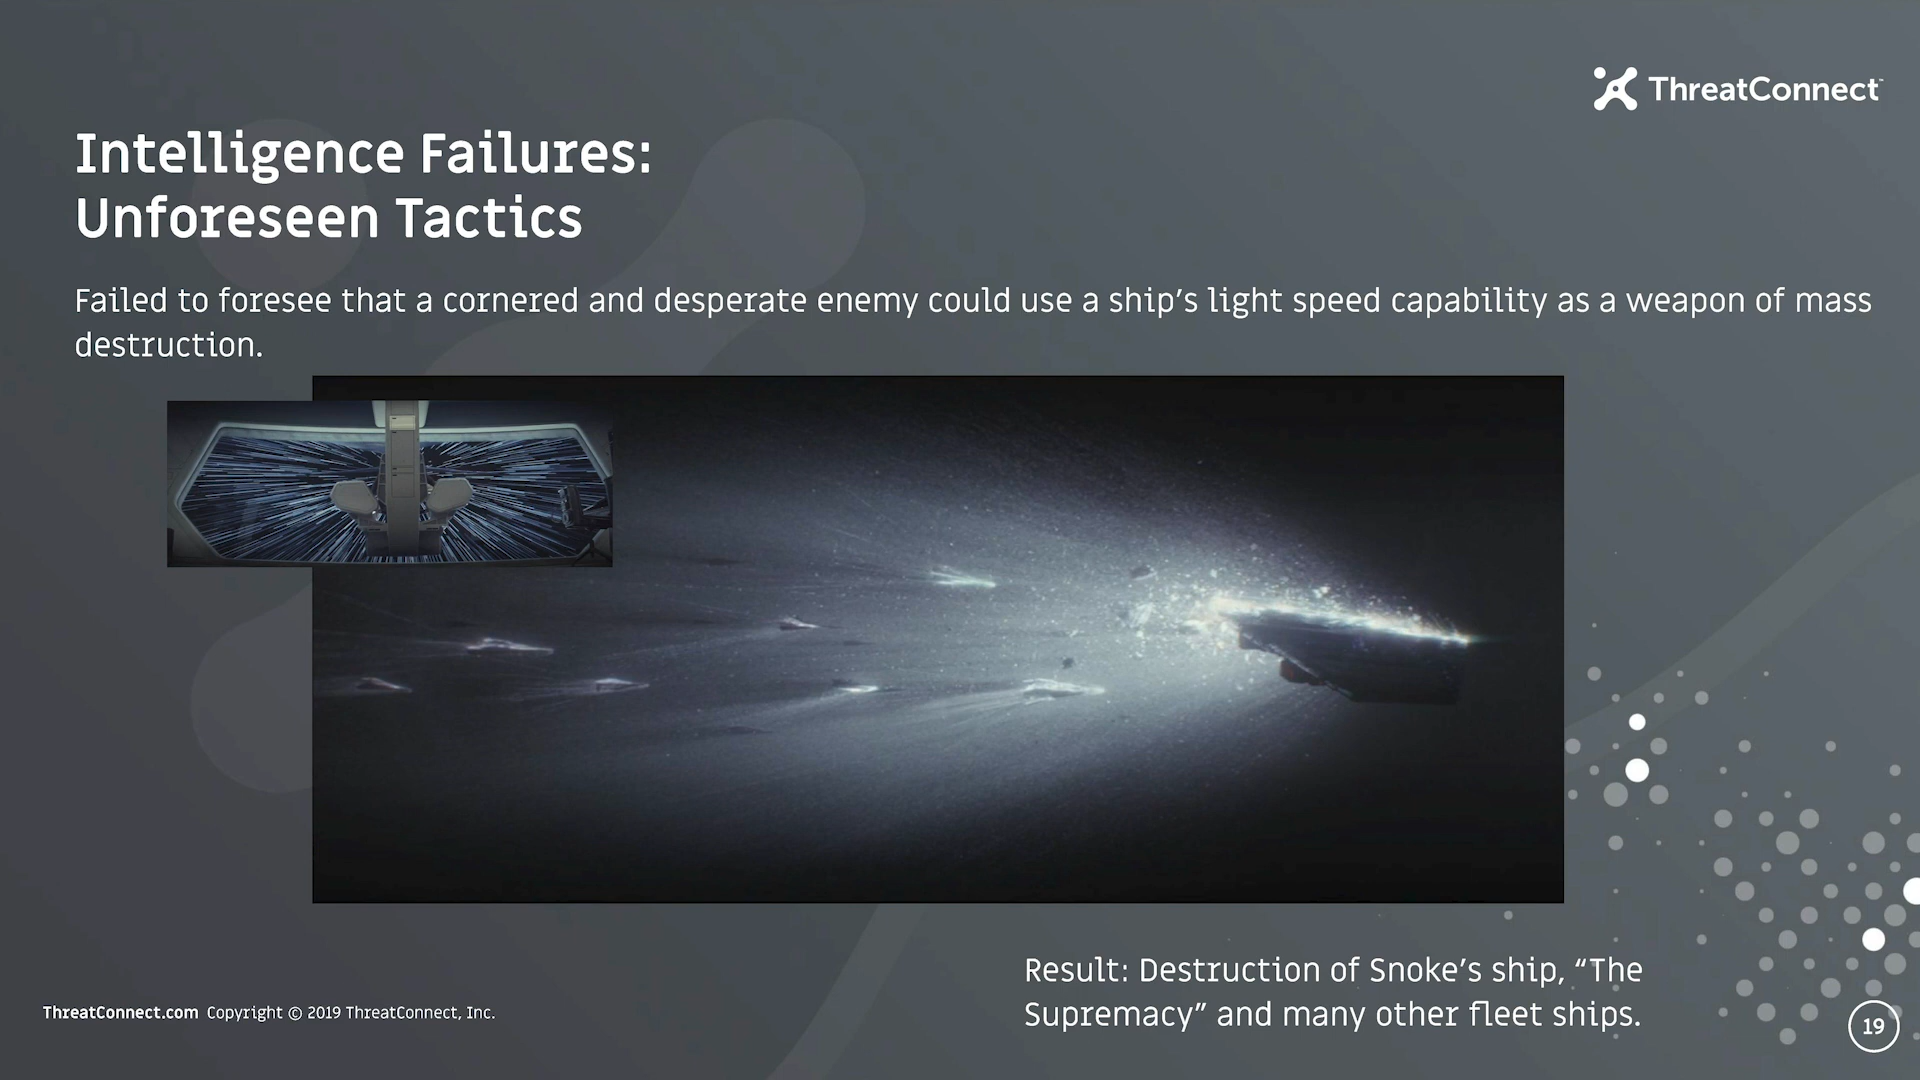 ThreatConnect™
Intelligence Failures:
Unforeseen Tactics
Failed to foresee that a cornered and desperate enemy could use a ship’s light speed capability as a weapon of mass
destruction.
Result: Destruction of Snoke’s ship, “The
Supremacy” and many other fleet ships.
ThreatConnect.com Copyright © 2019 ThreatConnect, Inc.
19